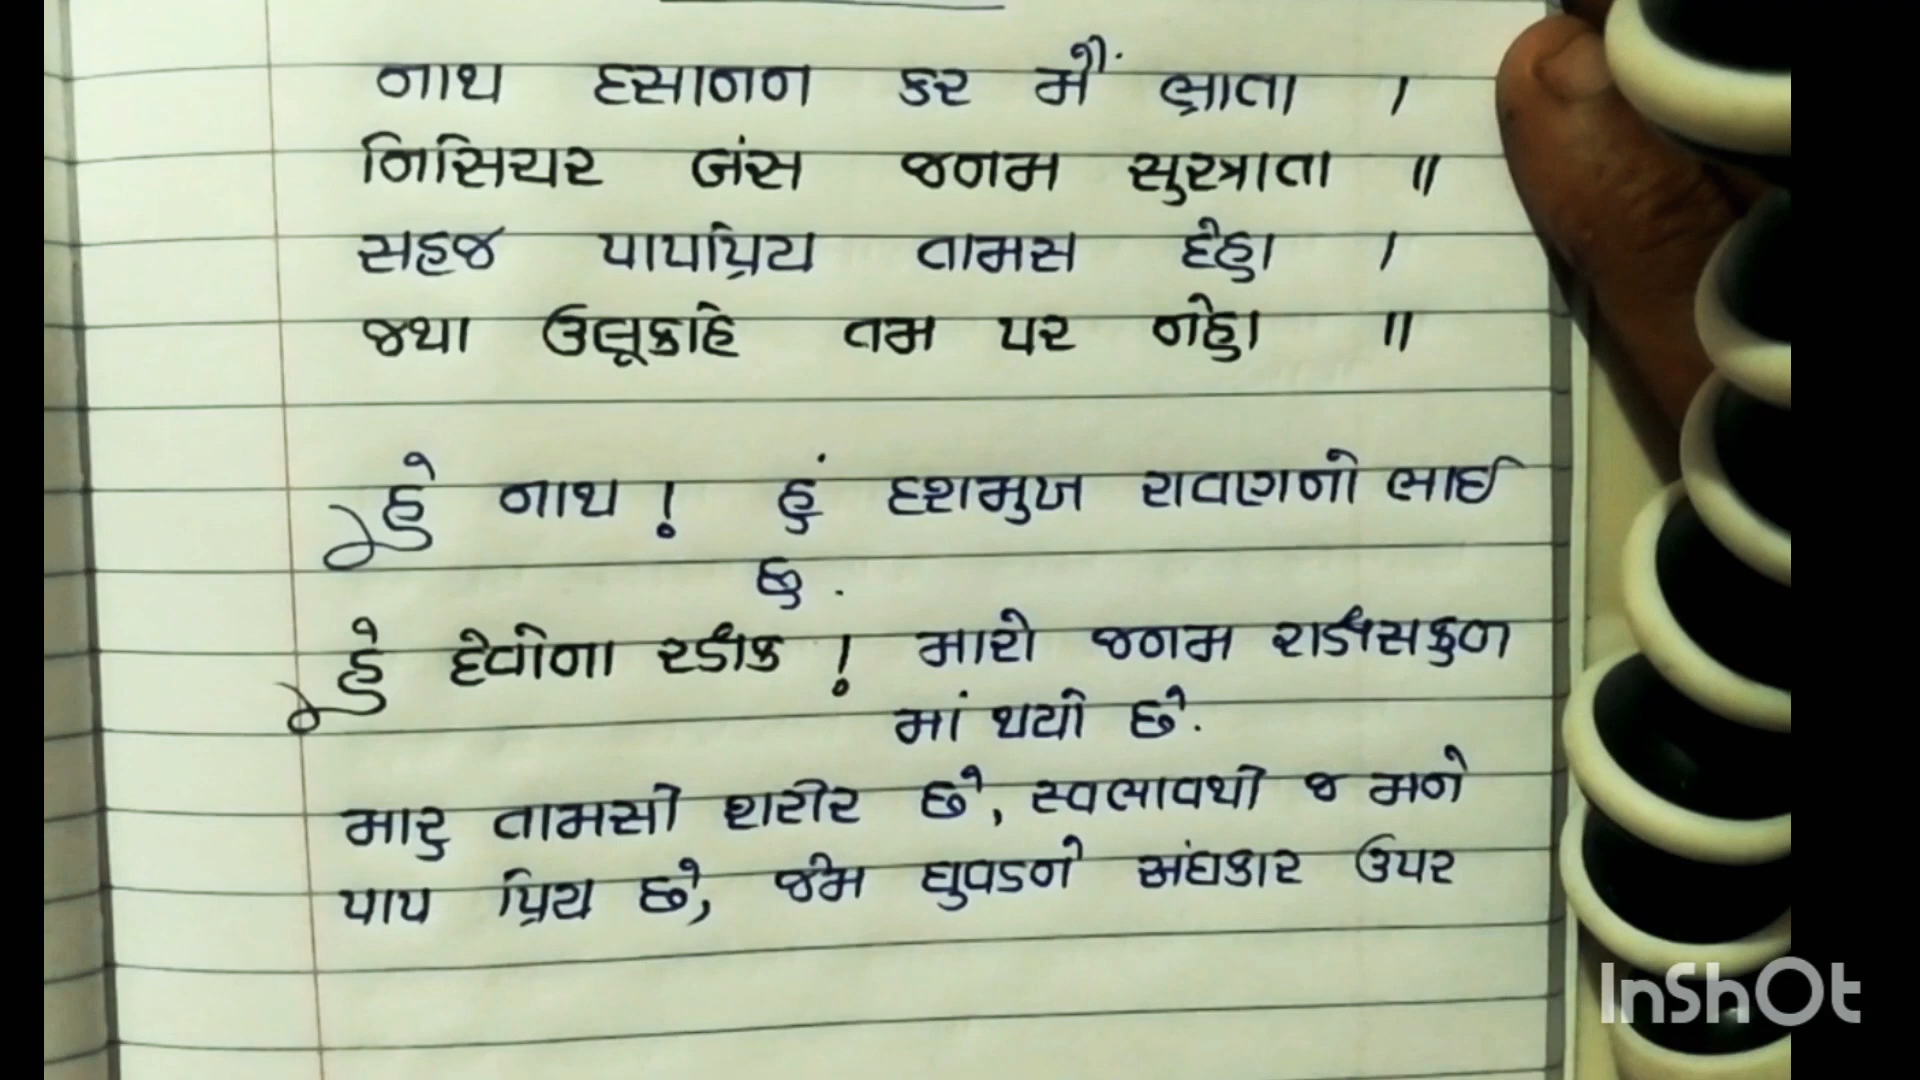 નાથ દસાનન કર મૈં ભ્રાતા ।
નિસિચર બંસ જનમ સુરત્રાતા ॥
સહજ પાપપ્રિય તામસ દેહા ।
જથા ઉલૂકહિ તમ પર નેહા ॥
હે નાથ ! હું દશમુખ રાવણનો ભાઈ
છુ .
હે દેવોના રક્ષક ! મારો જનમ રાક્ષસકુળ
માં થયો છે.
મારુ તામસી શરીર છે, સ્વભાવથી જ મને
પાપ પ્રિય છે, જેમ ઘુવડને અંધકાર ઉપર
InShOt